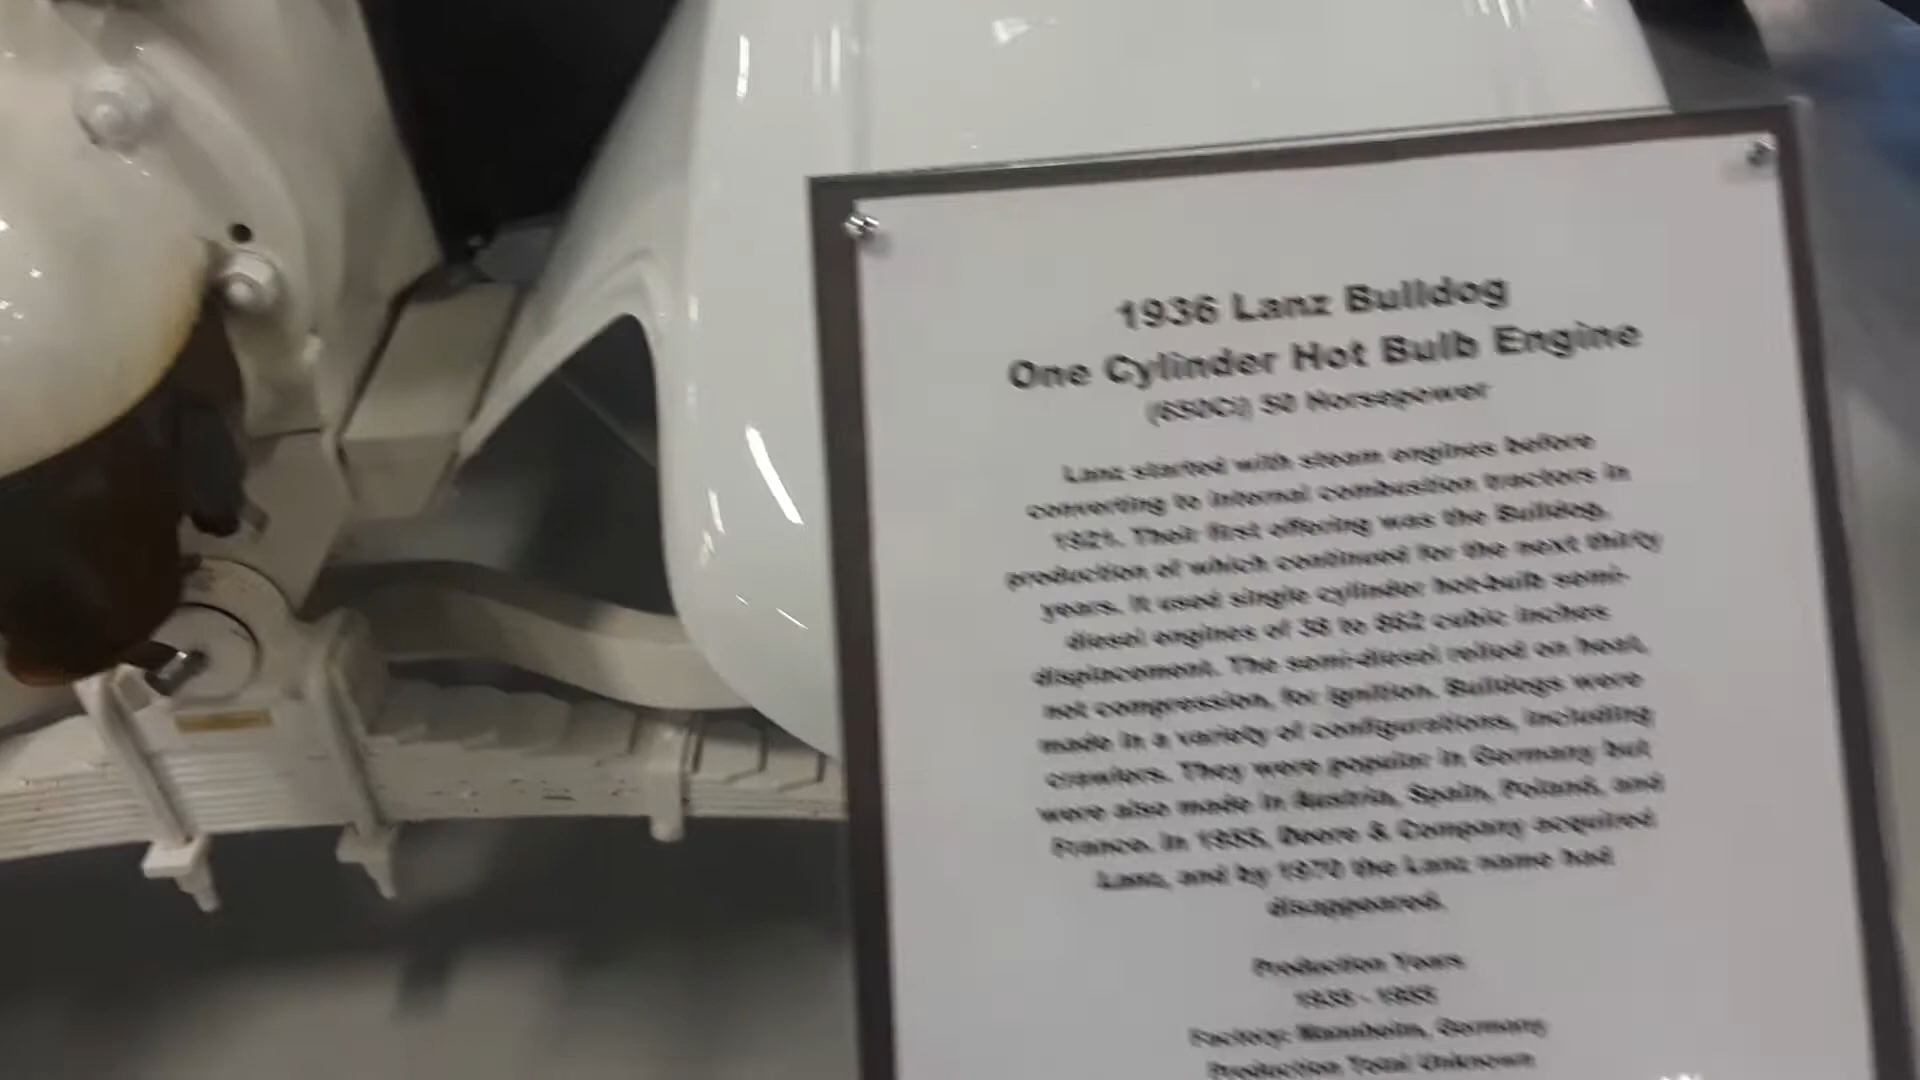 1936 Lanz Bulldog
One Cylinder Hot Bulb Engine
(650CI) 50 Horsepower
Lanz started with steam engines before
converting to internal combustion tractors in
1921. Their first offering was the Bulldog,
production of which continued for the next thirty
years. It used single cylinder hot-bulb semi-
diesel engines of 38 to 862 cubic inches
displacement. The semi-diesel relied on heat,
not compression, for ignition. Bulldogs were
made in a variety of configurations, including
crawlers. They were popular in Germany but
were also made in Austria, Spain, Poland, and
France. In 1955, Deere & Company acquired
Lanz, and by 1970 the Lanz name had
disappeared.
Production Years
Factory: Mannheim, Germany
Production Total Unknown